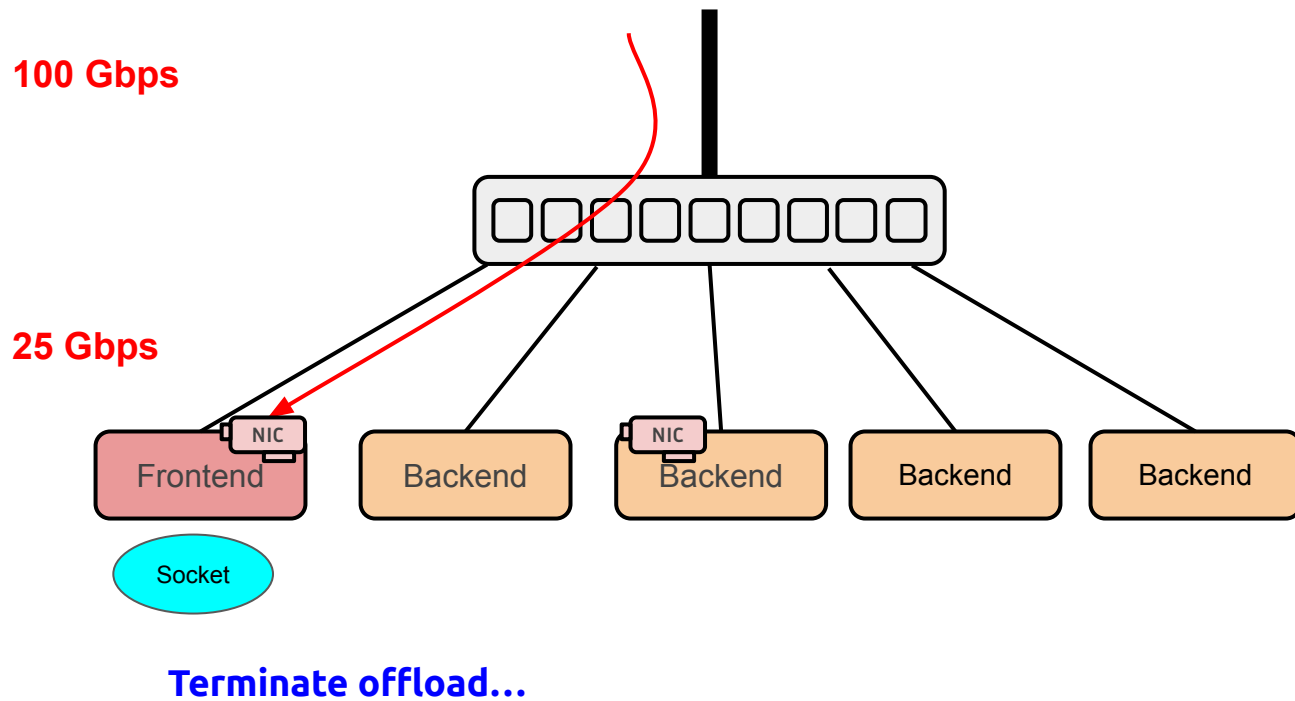 100 Gbps
25 Gbps
NIC
NIC
Frontend
Backend
Backend
Backend
Backend
Socket
Terminate offload...